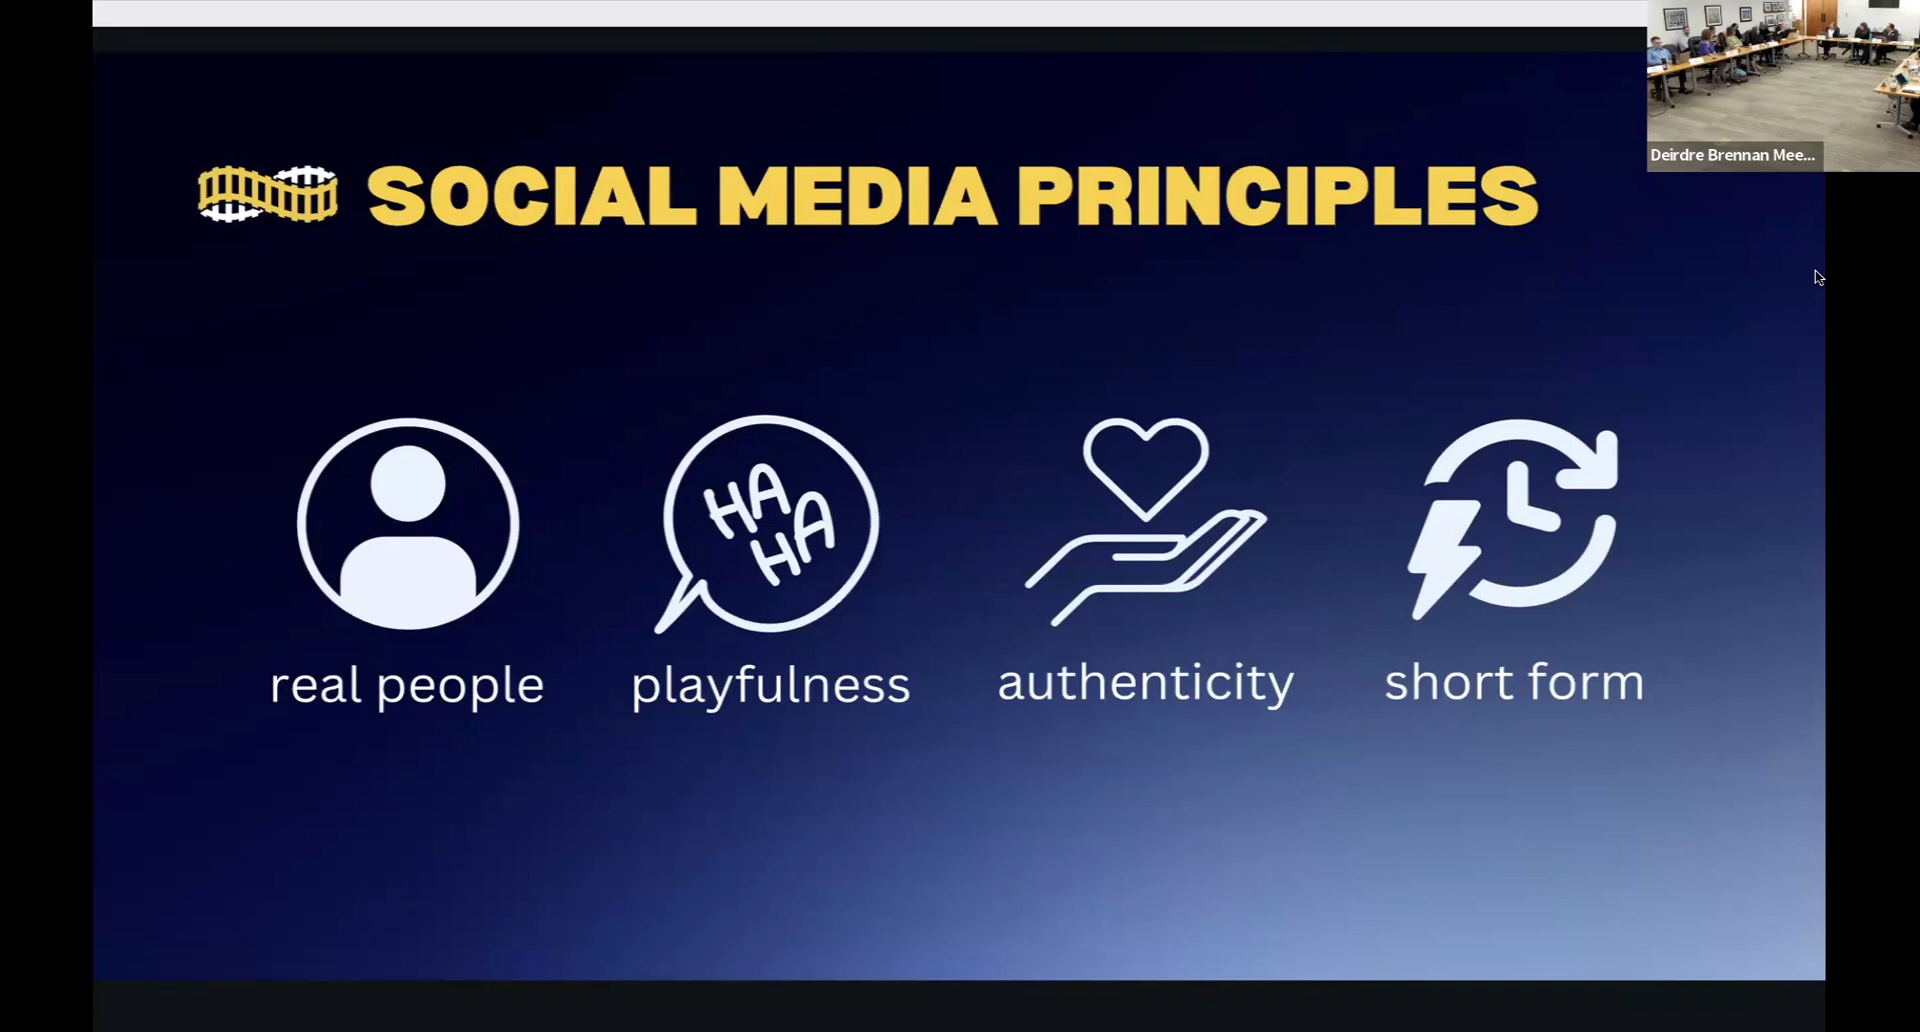 SOCIAL MEDIA PRINCIPLES
Deirdre Brennan Mee...
HA
HA
real people
playfulness
authenticity
short form